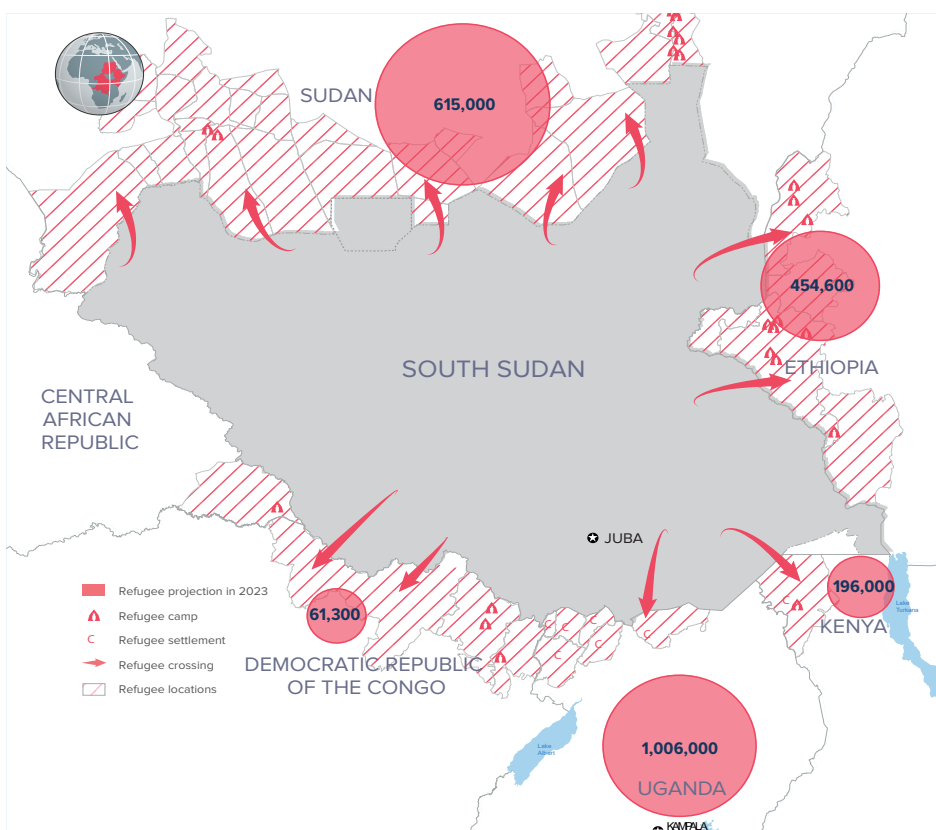 SUDAN
615,000
454,600
ETHIOPIA
SOUTH SUDAN
CENTRAL
AFRICAN
REPUBLIC
JUBA
Refugee projection in 2023
Refugee camp
Refugee settlement
Refugee crossing
Refugee locations
61,300
DEMOCRATIC REPUBLIC
OF THE CONGO
196,000
KENYA
Lake
Turkana
1,006,000
UGANDA
Lake
Albert
KAMPALA